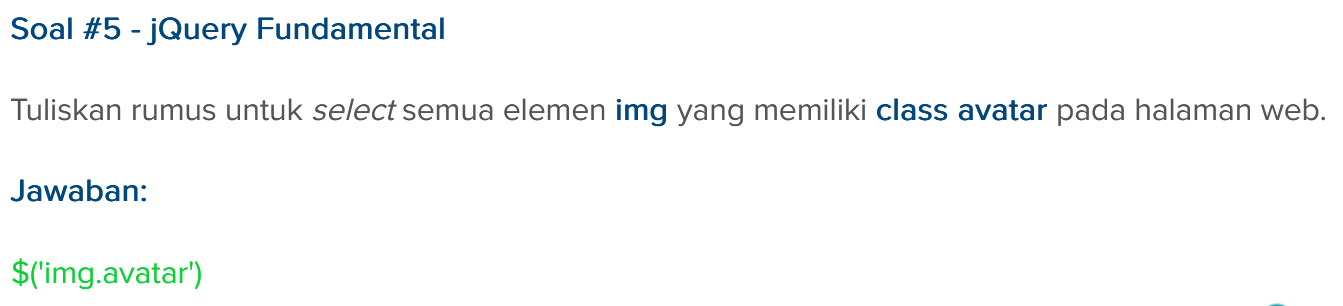 Soal #5 - jQuery Fundamental
Tuliskan rumus untuk select semua elemen img yang memiliki class avatar pada halaman web.
Jawaban:
$('img.avatar')